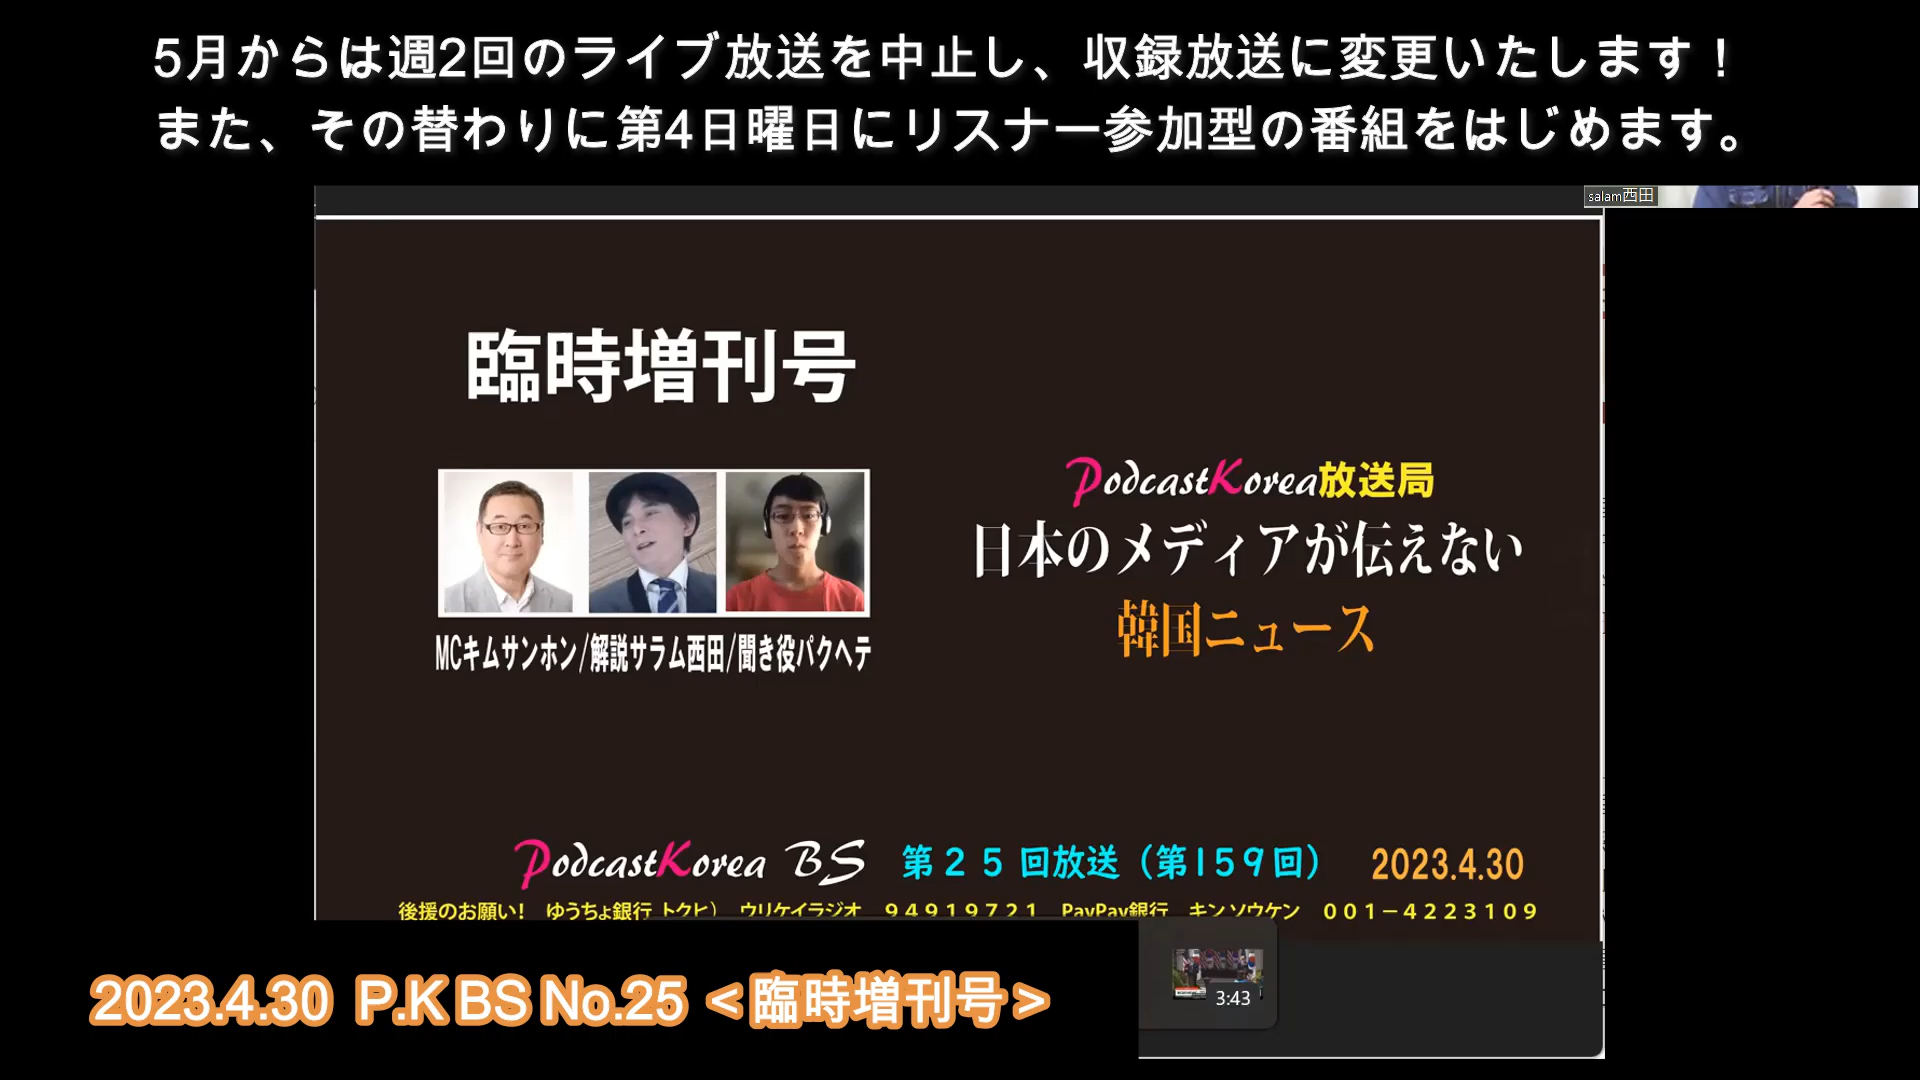 5月からは週2回のライブ放送を中止し、収録放送に変更いたします！
また、その替わりに第4日曜日にリスナー参加型の番組をはじめます。
salam西田
臨時増刊号
PodcastKorea放送局
日本のメディアが伝えない
韓国ニュース
MCキムサンホン/解説サラム西田/聞き役パクヘテ
PodcastKorea BS 第２５回放送（第159回） 2023.4.30
後援のお願い！ ゆうちょ銀行 トクヒ） ウリケイラジオ ９４９１９７２１ PayPay銀行 キンソウケン ００１－４２２３１０９
3:43
2023.4.30 P.K BS No.25 ＜臨時増刊号＞